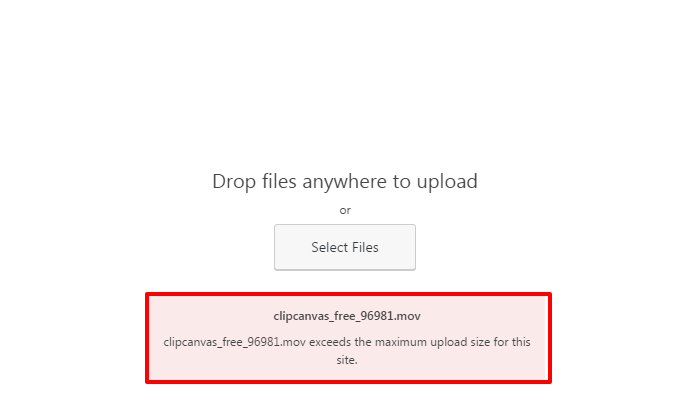 Drop files anywhere to upload
or
Select Files
clipcanvas_free_96981.mov
clipcanvas_free_96981.mov exceeds the maximum upload size for this
site.